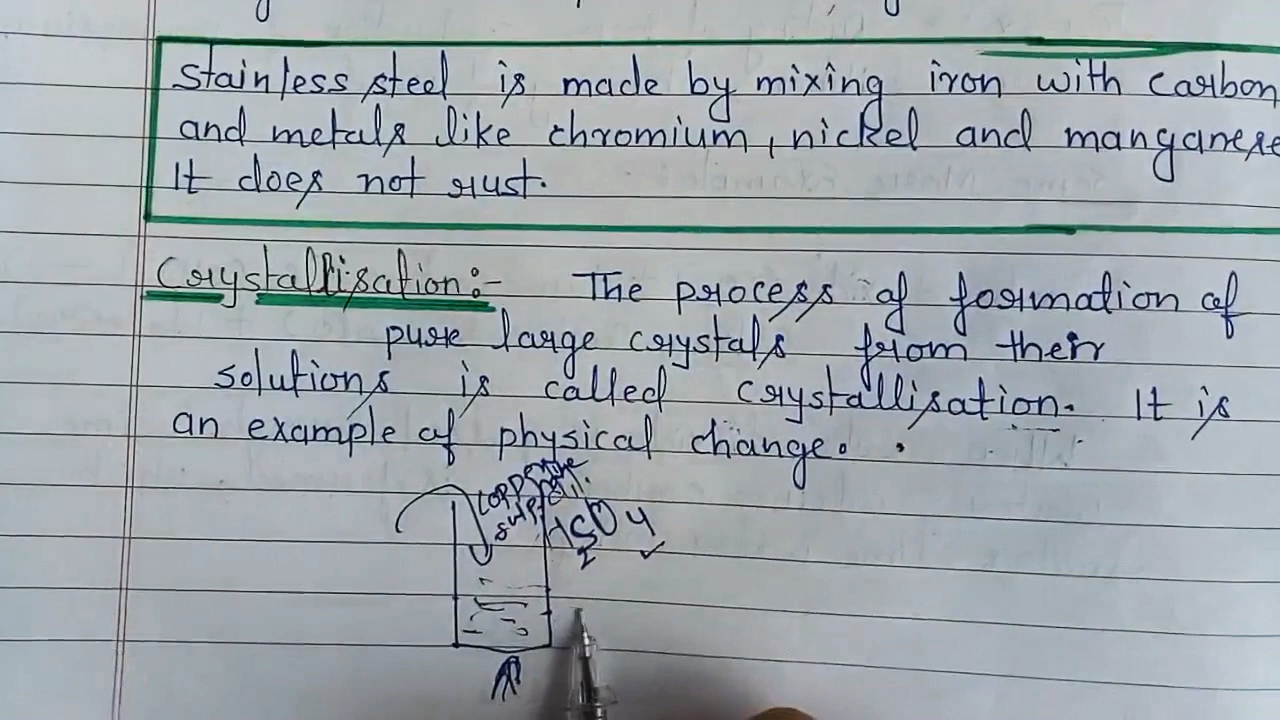 Stainless steel is made by mixing iron with carbon
and metals like chromium, nickel and manganese
It does not rust.
Crystallisation:- The process of formation of
pure large crystals from their
solutions is called crystallisation. It is
an example of physical change.
H2SO4